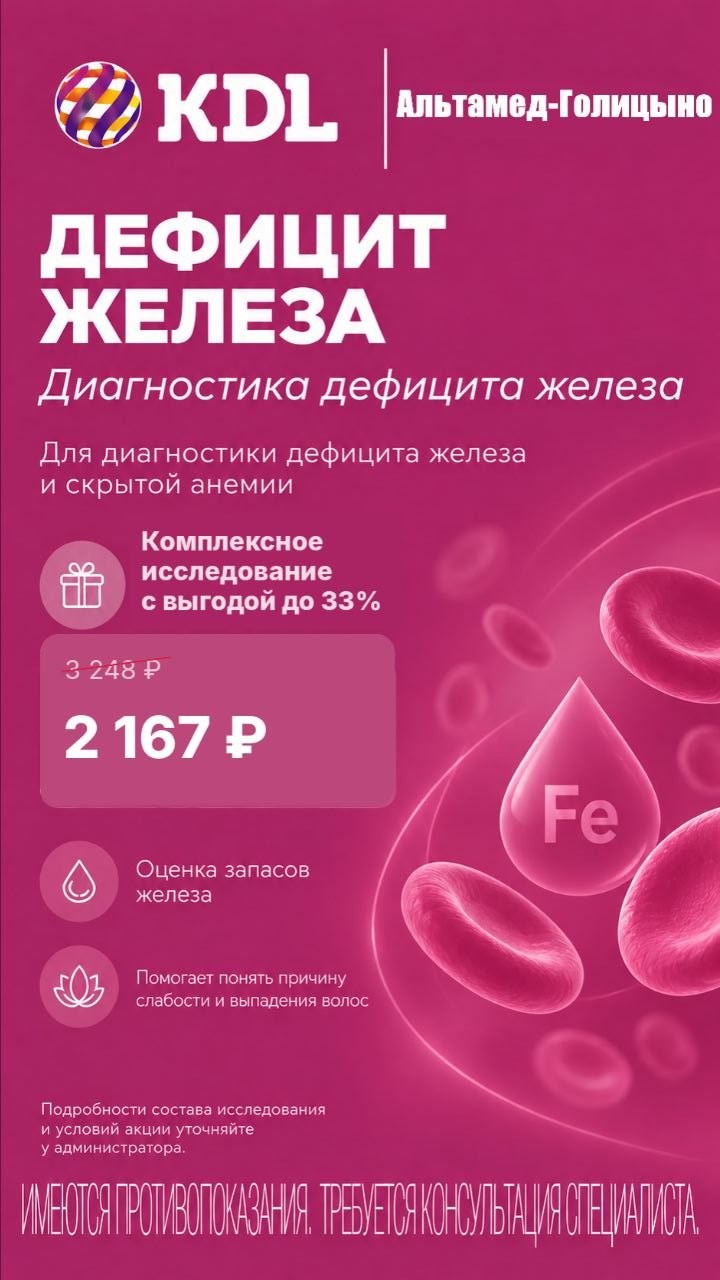 KDL
Альтамед-Голицыно
ДЕФИЦИТ
ЖЕЛЕЗА
Диагностика дефицита железа
Для диагностики дефицита железа
и скрытой анемии
Комплексное
исследование
с выгодой до 33%
3 248 ₽
2 167 ₽
Fe
Оценка запасов
железа
Помогает понять причину
слабости и выпадения волос
Подробности состава исследования
и условий акции уточняйте
у администратора.
ИМЕЮТСЯ ПРОТИВОПОКАЗАНИЯ. ТРЕБУЕТСЯ КОНСУЛЬТАЦИЯ СПЕЦИАЛИСТА.